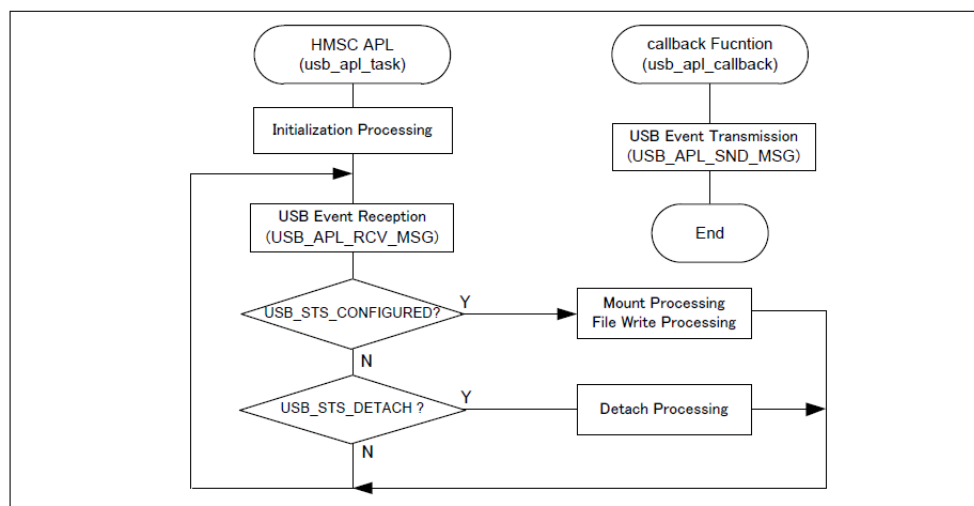 HMSC APL
(usb_apl_task)
callback Fucntion
(usb_apl_callback)
Initialization Processing
USB Event Transmission
(USB_APL_SND_MSG)
USB Event Reception
(USB_APL_RCV_MSG)
End
USB_STS_CONFIGURED?
Y
Mount Processing
File Write Processing
N
USB_STS_DETACH ?
Y
Detach Processing
N